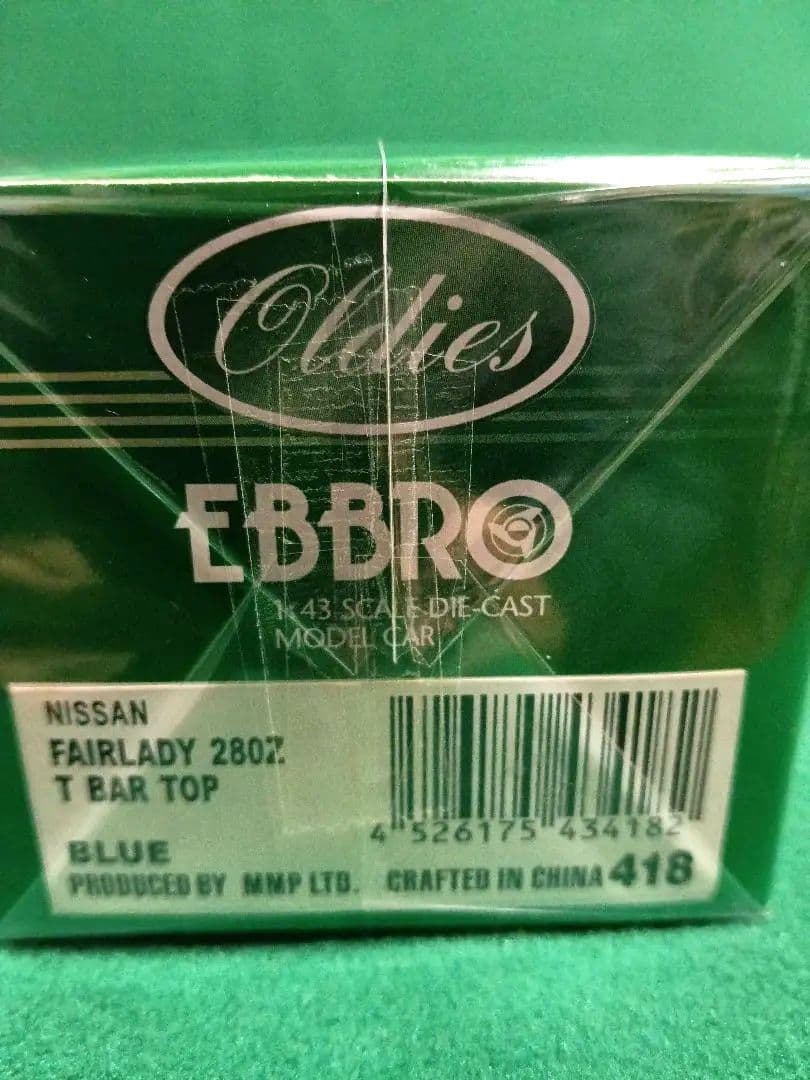 Oldies
EBBRO
1:43 SCALE DIE-CAST
MODEL CAR
NISSAN
FAIRLADY 280Z
T BAR TOP
BLUE
4 526175 434182
PRODUCED BY MMP LTD. CRAFTED IN CHINA 418